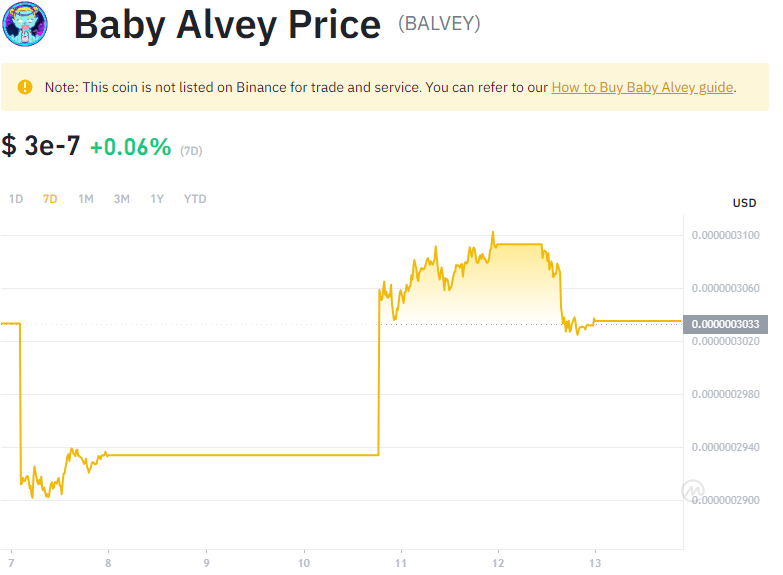 Baby Alvey Price (BALVEY)
Note: This coin is not listed on Binance for trade and service. You can refer to our How to Buy Baby Alvey guide.
$ 3e-7 +0.06% (7D)
1D 7D 1M 3M 1Y YTD
USD
0.0000003100
0.0000003060
0.0000003033
0.0000003020
0.0000002980
0.0000002940
0.0000002900
7 8 9 10 11 12 13